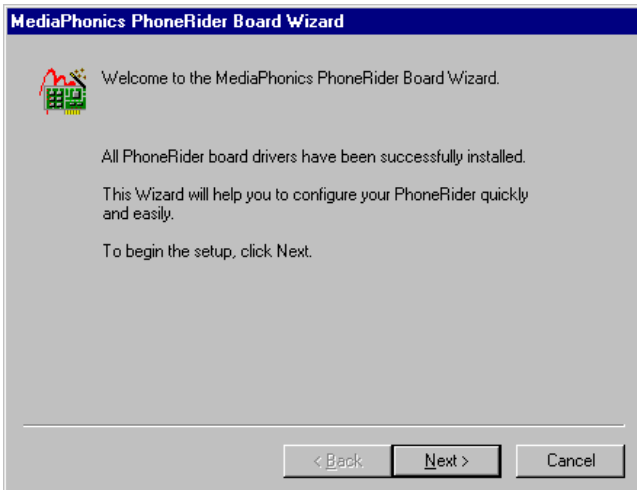 MediaPhonics PhoneRider Board Wizard
Welcome to the MediaPhonics PhoneRider Board Wizard.
All PhoneRider board drivers have been successfully installed.
This Wizard will help you to configure your PhoneRider quickly
and easily.
To begin the setup, click Next.
< Back
Next >
Cancel